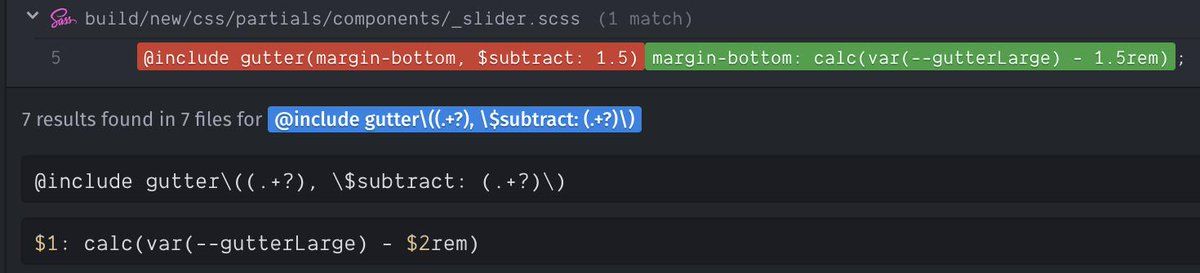 Sass build/new/css/partials/components/_slider.scss (1 match)
5 @include gutter(margin-bottom, $subtract: 1.5) margin-bottom: calc(var(--gutterLarge) - 1.5rem);
7 results found in 7 files for @include gutter\((.+?), \$subtract: (.+?)\)
@include gutter\((.+?), \$subtract: (.+?)\)
$1: calc(var(--gutterLarge) - $2rem)